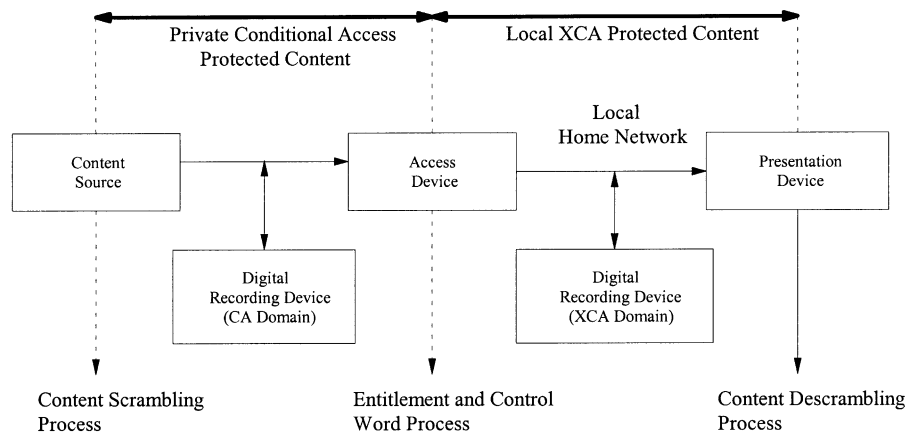 Private Conditional Access
Protected Content
Local XCA Protected Content
Local
Home Network
Content
Source
Access
Device
Presentation
Device
Digital
Recording Device
(CA Domain)
Digital
Recording Device
(XCA Domain)
Content Scrambling
Process
Entitlement and Control
Word Process
Content Descrambling
Process